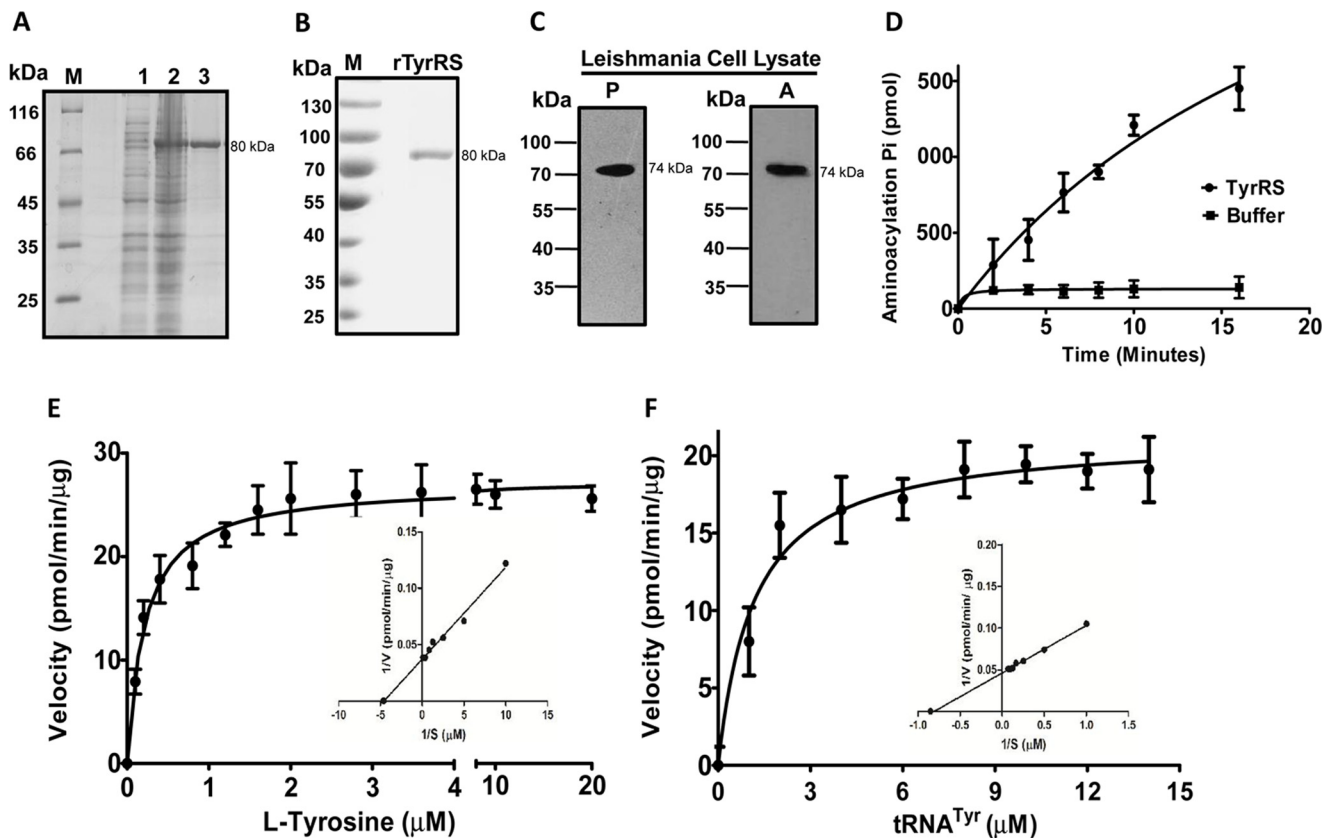 A
kDa M 1 2 3
116
66
45
35
25
80 kDa
B
kDa M rTyrRS
130
100
70
55
40
35
25
80 kDa
C
Leishmania Cell Lysate
P
kDa
100
70
55
40
35
74 kDa
A
kDa
100
70
55
40
35
74 kDa
D
Aminoacylation Pi (pmol)
500
000
500
0
0 5 10 15 20
Time (Minutes)
TyrRS
Buffer
E
Velocity (pmol/min/μg)
30
20
10
0
0 1 2 3 4 10 20
L-Tyrosine (μM)
1/V (pmol/min/μg)
0.15
0.10
0.05
-10 -5 0 5 10 15
1/S (μM)
F
Velocity (pmol/min/μg)
20
15
10
5
0
0 3 6 9 12 15
tRNATyr (μM)
1/V (pmol/min/ μg)
0.20
0.15
0.10
0.05
-1.0 -0.5 0.0 0.5 1.0 1.5
1/S (μM)